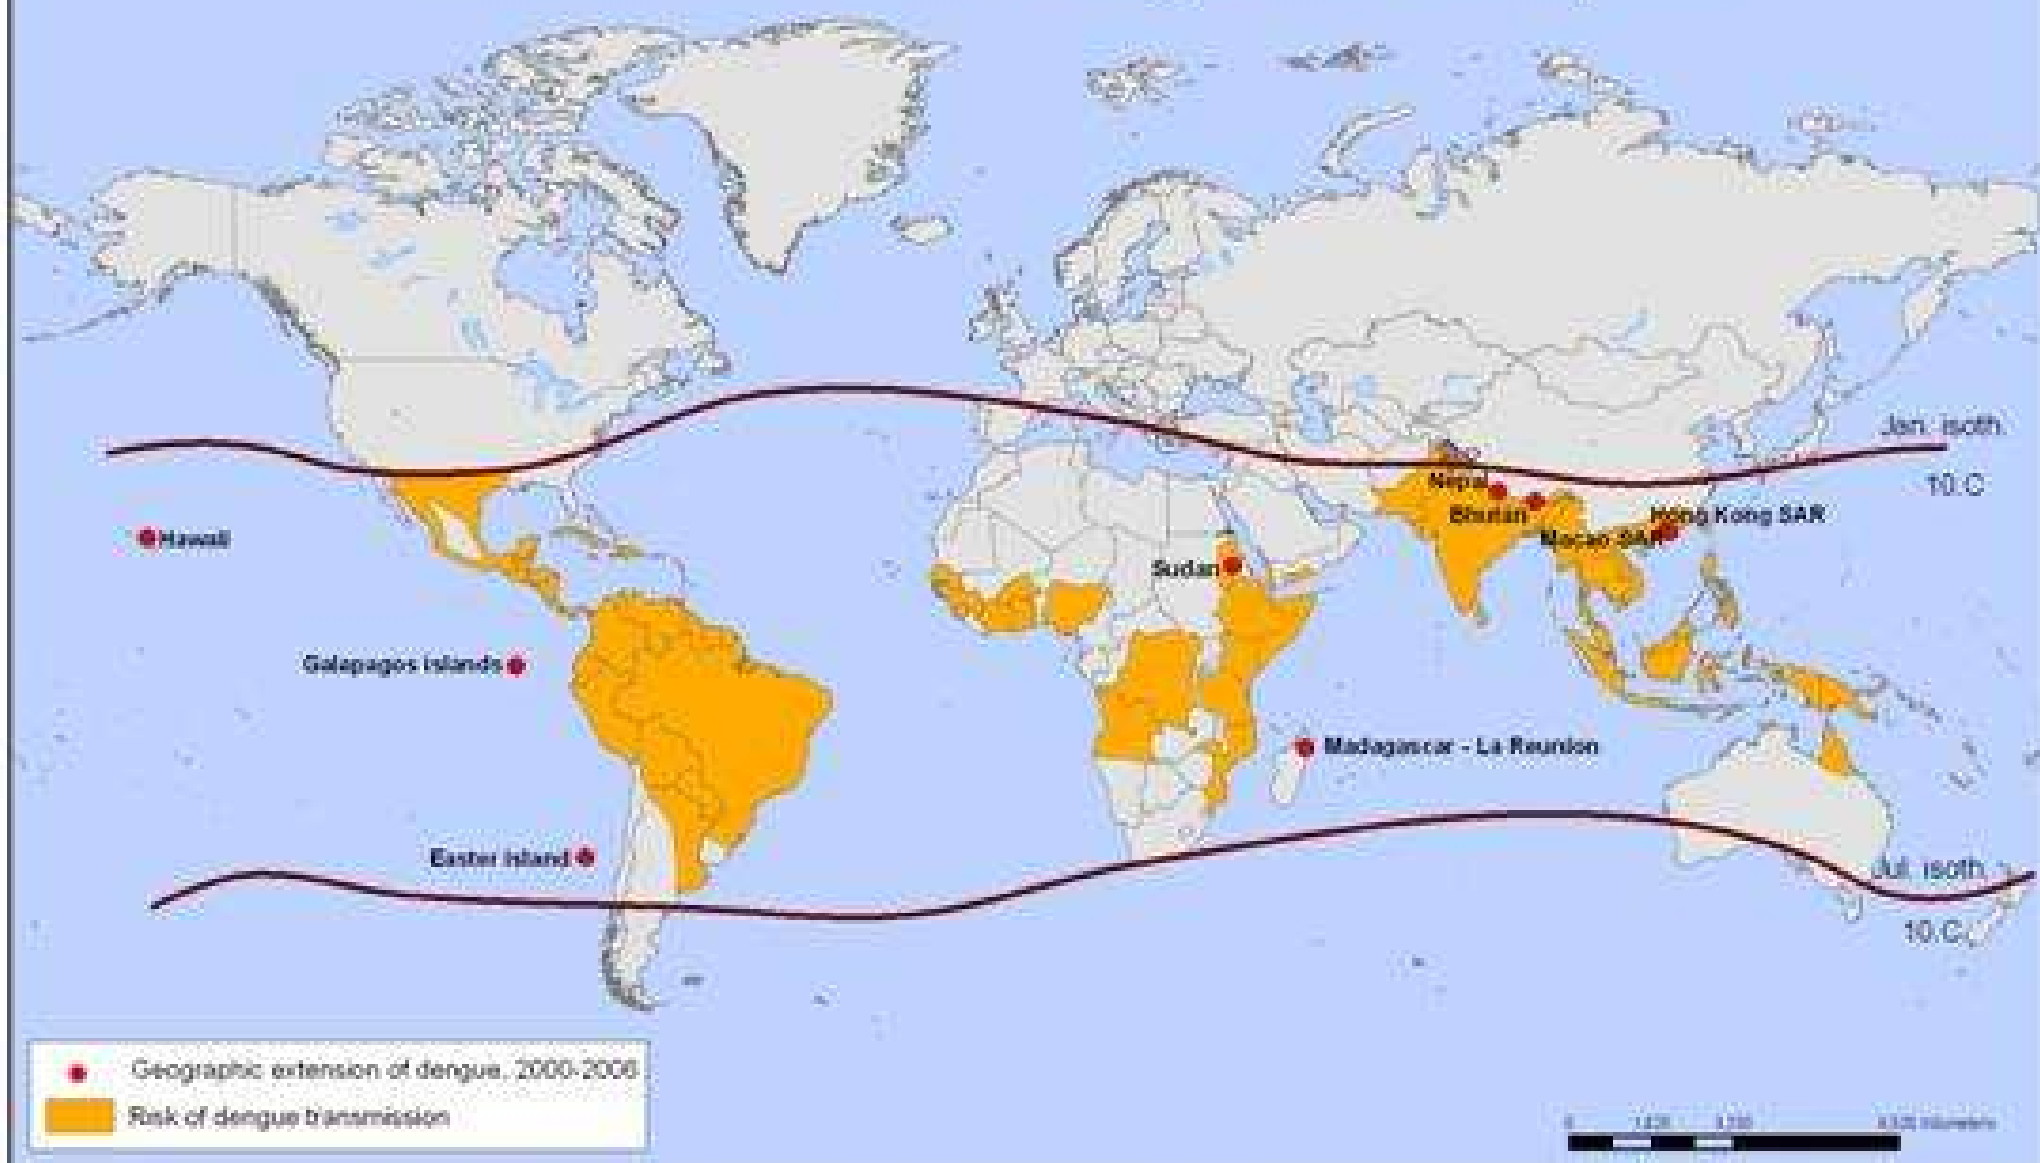 Jan. isoth.
10.C
Nepal
Bhutan
Hong Kong SAR
Macao SAR
Hawaii
Sudan
Galapagos islands
Madagascar - La Reunion
Easter island
Jul. isoth.
10.C
Geographic extension of dengue, 2000-2006
Risk of dengue transmission
0